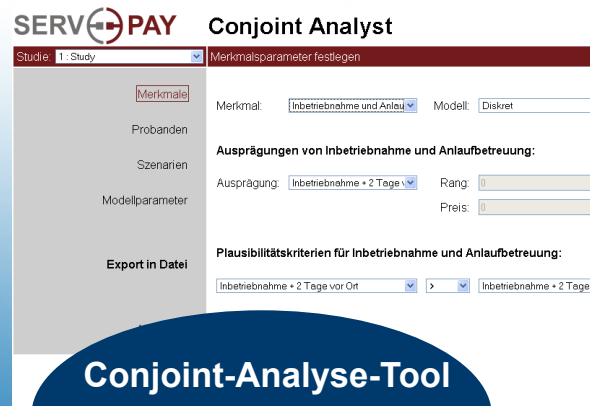 SERV PAY Conjoint Analyst
Studie: 1 : Study Merkmalsparameter festlegen
Merkmale
Merkmal: Inbetriebnahme und Anlau Modell: Diskret
Probanden
Ausprägungen von Inbetriebnahme und Anlaufbetreuung:
Szenarien
Ausprägung: Inbetriebnahme + 2 Tage v Rang: 0
Modellparameter
Preis: 0
Plausibilitätskriterien für Inbetriebnahme und Anlaufbetreuung:
Export in Datei
Inbetriebnahme + 2 Tage vor Ort > Inbetriebnahme + 2 Tage
Conjoint-Analyse-Tool